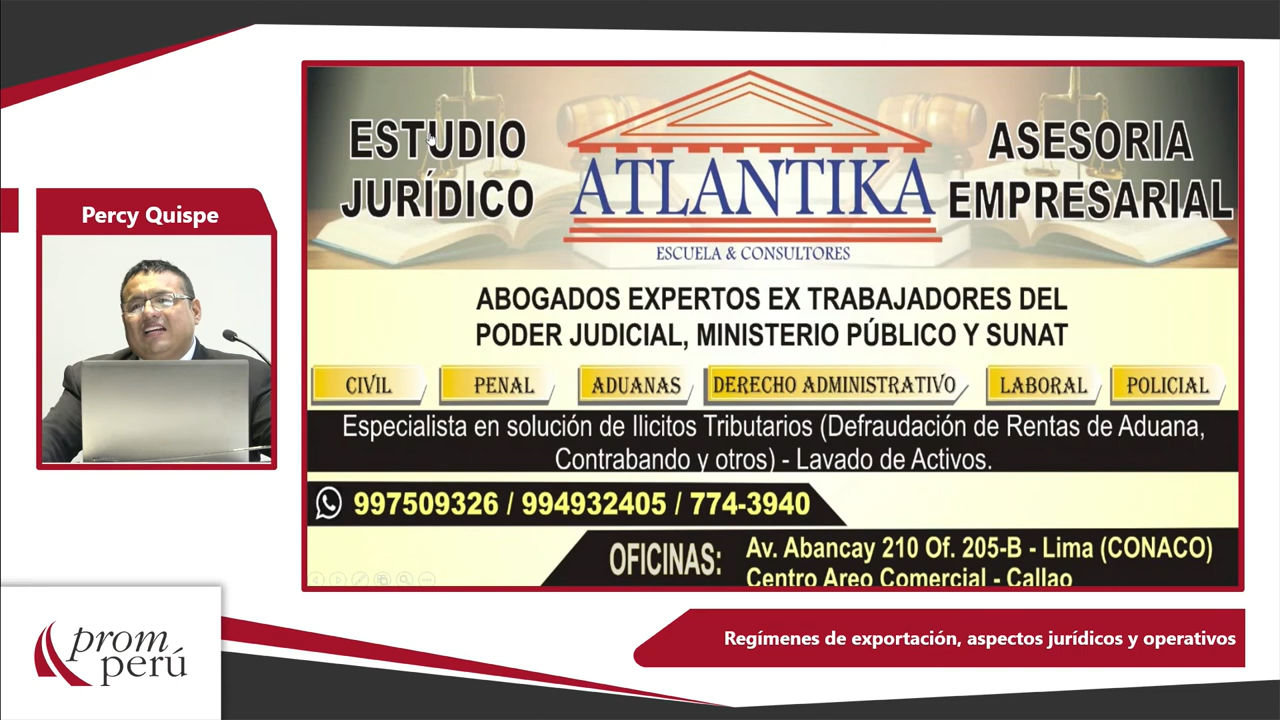 Percy Quispe
ESTUDIO
JURÍDICO
ATLANTIKA
ESCUELA & CONSULTORES
ASESORIA
EMPRESARIAL
ABOGADOS EXPERTOS EX TRABAJADORES DEL
PODER JUDICIAL, MINISTERIO PÚBLICO Y SUNAT
CIVIL PENAL ADUANAS DERECHO ADMINISTRATIVO LABORAL POLICIAL
Especialista en solución de Ilicitos Tributarios (Defraudación de Rentas de Aduana,
Contrabando y otros) - Lavado de Activos.
997509326 / 994932405 / 774-3940
OFICINAS: Av. Abancay 210 Of. 205-B - Lima (CONACO)
Centro Areo Comercial - Callao
prom
perú
Regímenes de exportación, aspectos jurídicos y operativos